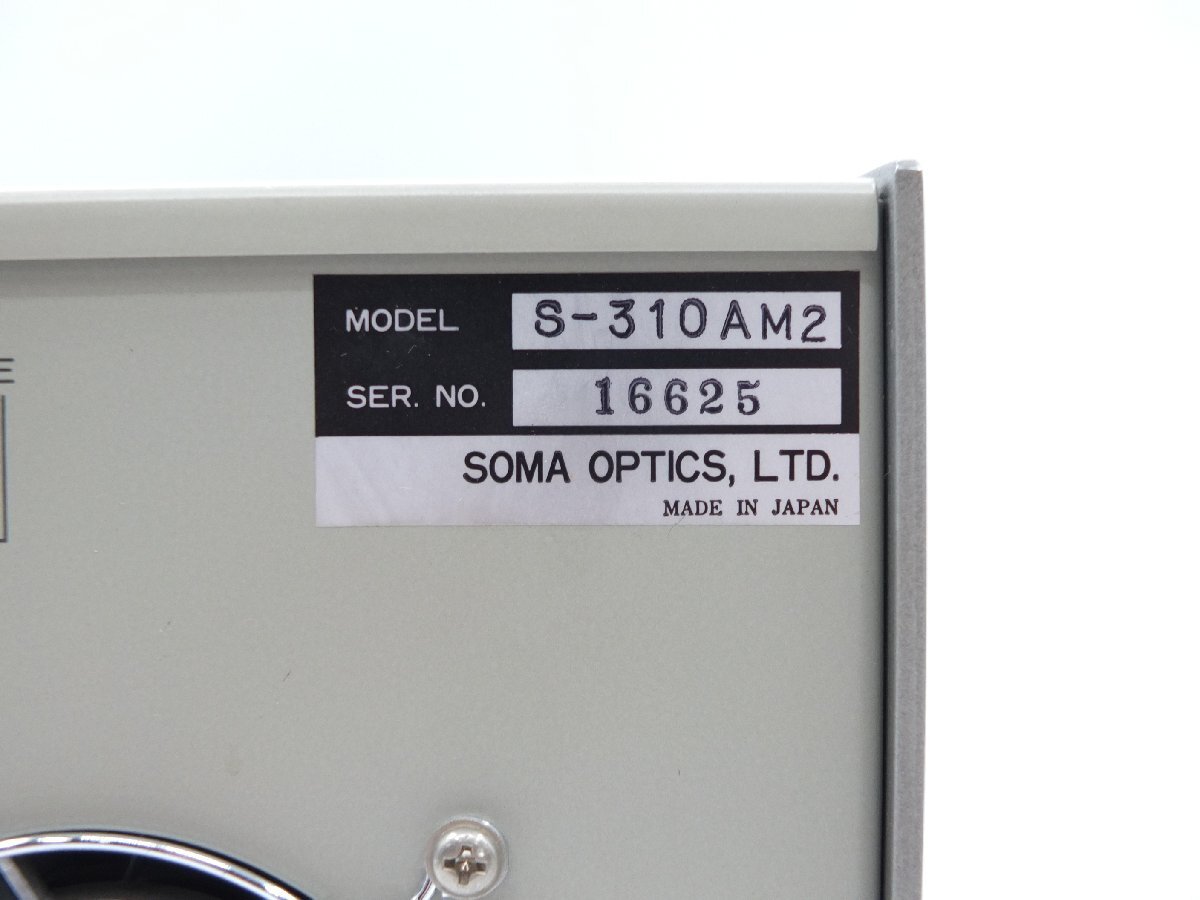 MODEL S-310AM2
SER. NO. 16625
SOMA OPTICS, LTD.
MADE IN JAPAN